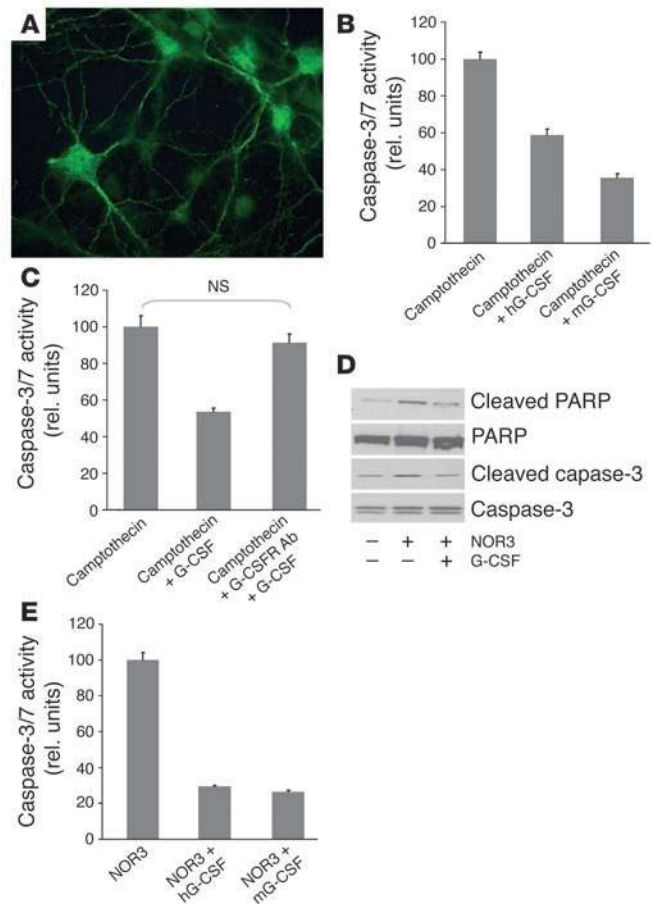 A
B
Caspase-3/7 activity
(rel. units)
120
100
80
60
40
20
0
Camptothecin
Camptothecin
+ hG-CSF
Camptothecin
+ mG-CSF
C
NS
Caspase-3/7 activity
(rel. units)
120
100
80
60
40
20
0
Camptothecin
Camptothecin
+ G-CSF
Camptothecin
+ G-CSFR Ab
+ G-CSF
D
Cleaved PARP
PARP
Cleaved capase-3
Caspase-3
– + + NOR3
– – + G-CSF
E
Caspase-3/7 activity
(rel. units)
120
100
80
60
40
20
0
NOR3
NOR3 +
hG-CSF
NOR3 +
mG-CSF